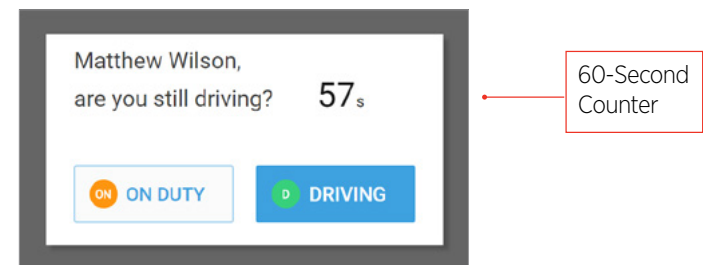 Matthew Wilson,
are you still driving? 57s
ON ON DUTY D DRIVING
60-Second
Counter